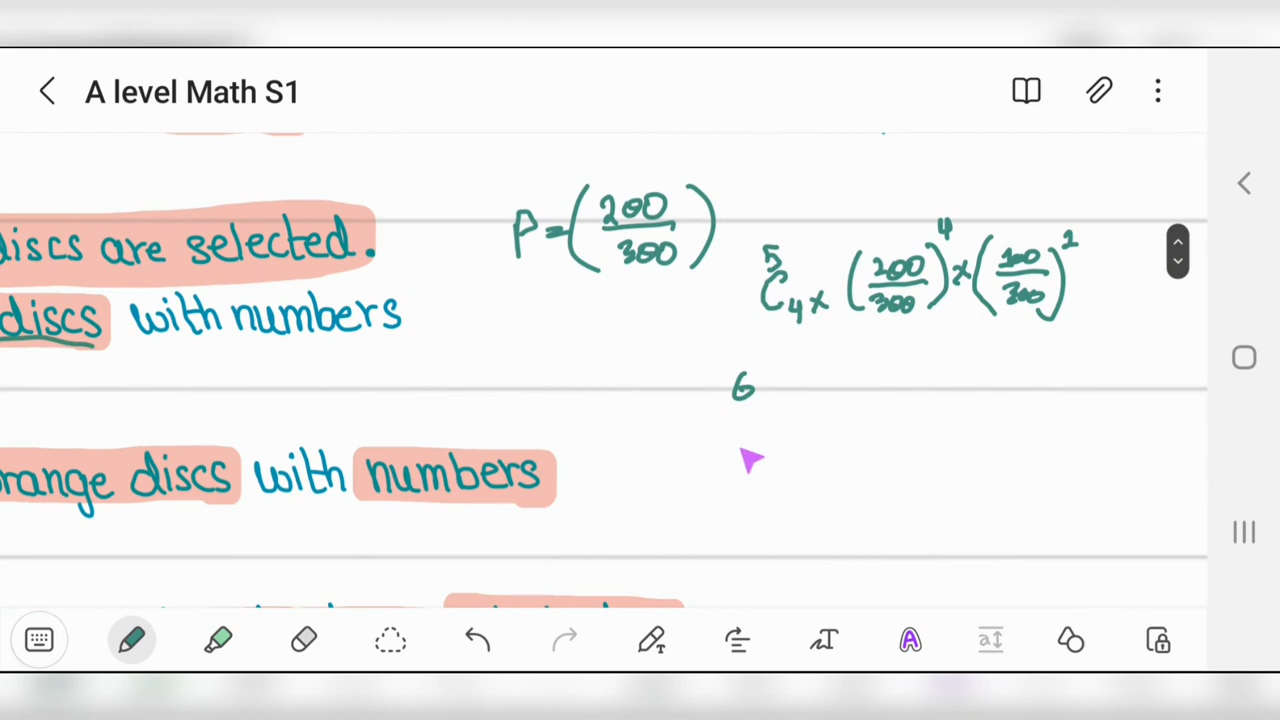 A level Math S1
discs are selected.
P = (200/300)
5C4 × (200/300)^4 × (100/300)^1
discs with numbers
6
orange discs with numbers